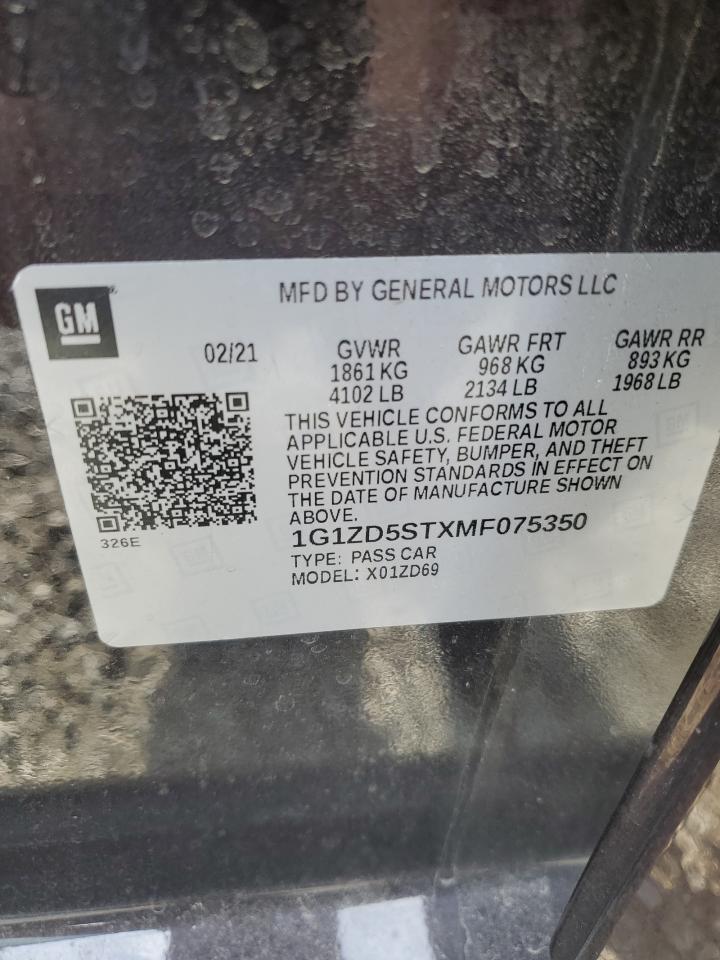 GM
MFD BY GENERAL MOTORS LLC
02/21
GVWR GAWR FRT GAWR RR
1861 KG 968 KG 893 KG
4102 LB 2134 LB 1968 LB
THIS VEHICLE CONFORMS TO ALL
APPLICABLE U.S. FEDERAL MOTOR
VEHICLE SAFETY, BUMPER, AND THEFT
PREVENTION STANDARDS IN EFFECT ON
THE DATE OF MANUFACTURE SHOWN
ABOVE.
326E
1G1ZD5STXMF075350
TYPE: PASS CAR
MODEL: X01ZD69